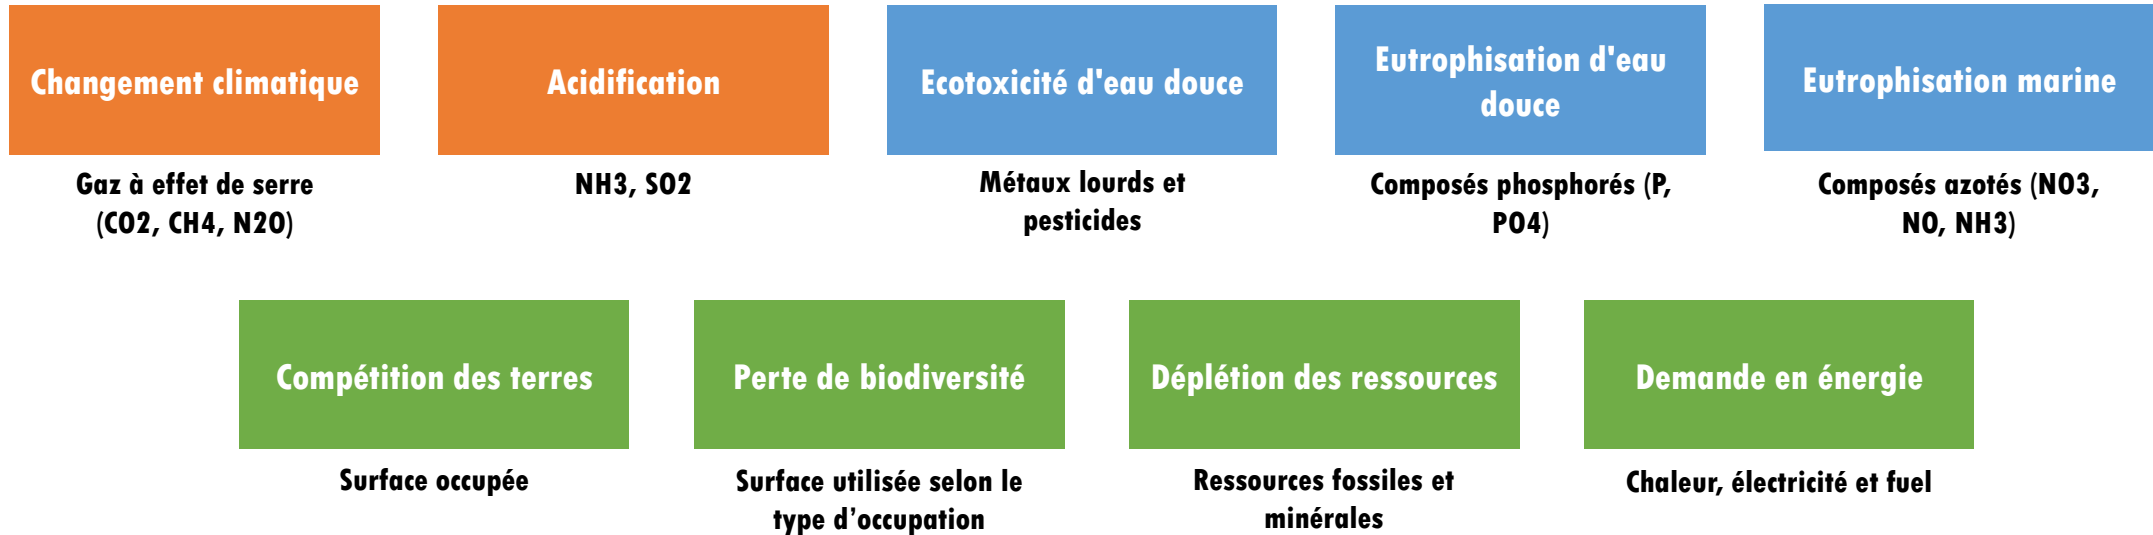 Changement climatique
Gaz à effet de serre
(CO2, CH4, N2O)
Acidification
NH3, SO2
Ecotoxicité d'eau douce
Métaux lourds et
pesticides
Eutrophisation d'eau
douce
Composés phosphorés (P,
PO4)
Eutrophisation marine
Composés azotés (NO3,
NO, NH3)
Compétition des terres
Surface occupée
Perte de biodiversité
Surface utilisée selon le
type d’occupation
Déplétion des ressources
Ressources fossiles et
minérales
Demande en énergie
Chaleur, électricité et fuel